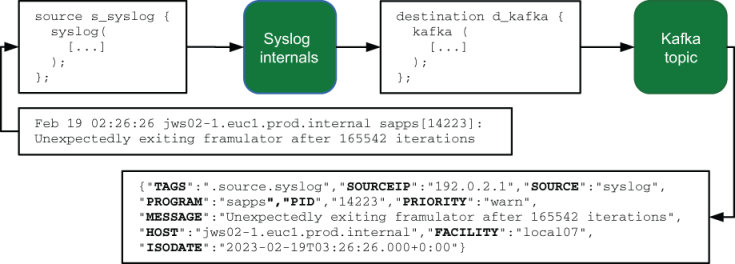 source s_syslog {
syslog(
[...]
);
};
Syslog
internals
destination d_kafka {
kafka (
[...]
);
};
Kafka
topic
Feb 19 02:26:26 jws02-1.euc1.prod.internal sapps[14223]:
Unexpectedly exiting framulator after 165542 iterations
{"TAGS":".source.syslog","SOURCEIP":"192.0.2.1","SOURCE":"syslog",
"PROGRAM":"sapps","PID","14223","PRIORITY":"warn",
"MESSAGE":"Unexpectedly exiting framulator after 165542 iterations",
"HOST":"jws02-1.euc1.prod.internal","FACILITY":"local07",
"ISODATE":"2023-02-19T03:26:26.000+0:00"}